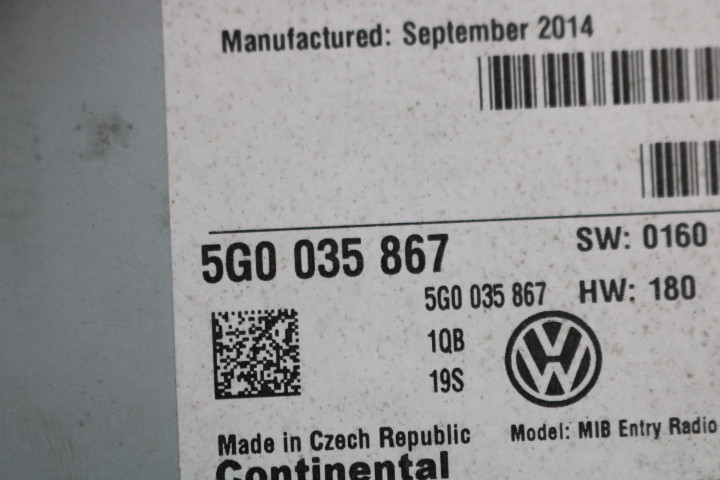 Manufactured: September 2014
5G0 035 867
SW: 0160
5G0 035 867
HW: 180
1QB
19S
Made in Czech Republic
Model: MIB Entry Radio
Continental